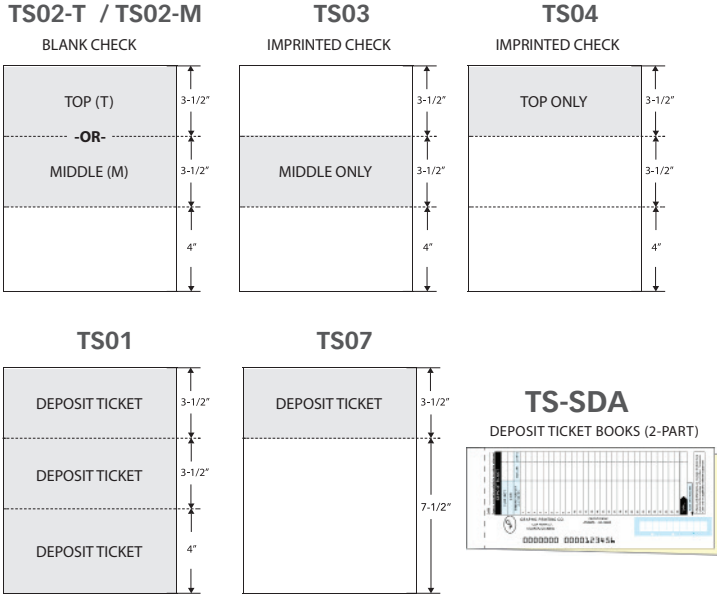 TS02-T / TS02-M
BLANK CHECK
TOP (T)
-OR-
MIDDLE (M)
3-1/2"
3-1/2"
4"
TS03
IMPRINTED CHECK
MIDDLE ONLY
3-1/2"
3-1/2"
4"
TS04
IMPRINTED CHECK
TOP ONLY
3-1/2"
3-1/2"
4"
TS01
DEPOSIT TICKET
DEPOSIT TICKET
DEPOSIT TICKET
3-1/2"
3-1/2"
4"
TS07
DEPOSIT TICKET
3-1/2"
7-1/2"
TS-SDA
DEPOSIT TICKET BOOKS (2-PART)
GRAPHIC PRINTING CO
0000000 0000123456